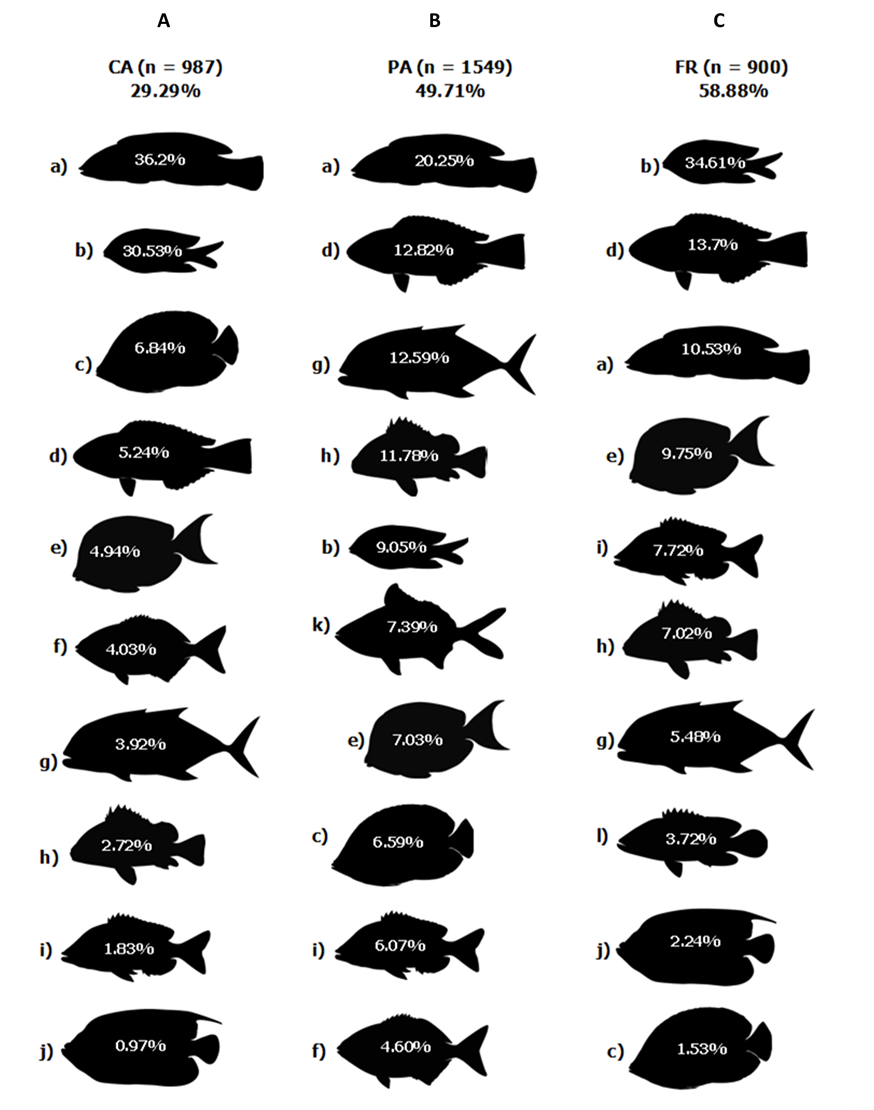 A
B
C
CA (n = 987)
29.29%
PA (n = 1549)
49.71%
FR (n = 900)
58.88%
a) 36.2%
a) 20.25%
b) 34.61%
b) 30.53%
d) 12.82%
d) 13.7%
c) 6.84%
g) 12.59%
a) 10.53%
d) 5.24%
h) 11.78%
e) 9.75%
e) 4.94%
b) 9.05%
i) 7.72%
f) 4.03%
k) 7.39%
h) 7.02%
g) 3.92%
e) 7.03%
g) 5.48%
h) 2.72%
c) 6.59%
l) 3.72%
i) 1.83%
i) 6.07%
j) 2.24%
j) 0.97%
f) 4.60%
c) 1.53%